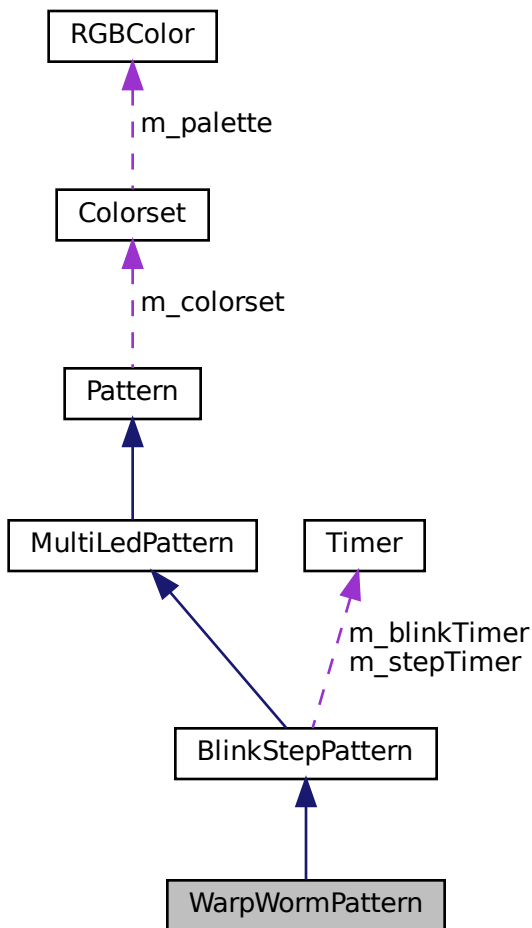 RGBColor
m_palette
Colorset
m_colorset
Pattern
MultiLedPattern
Timer
m_blinkTimer
m_stepTimer
BlinkStepPattern
WarpWormPattern